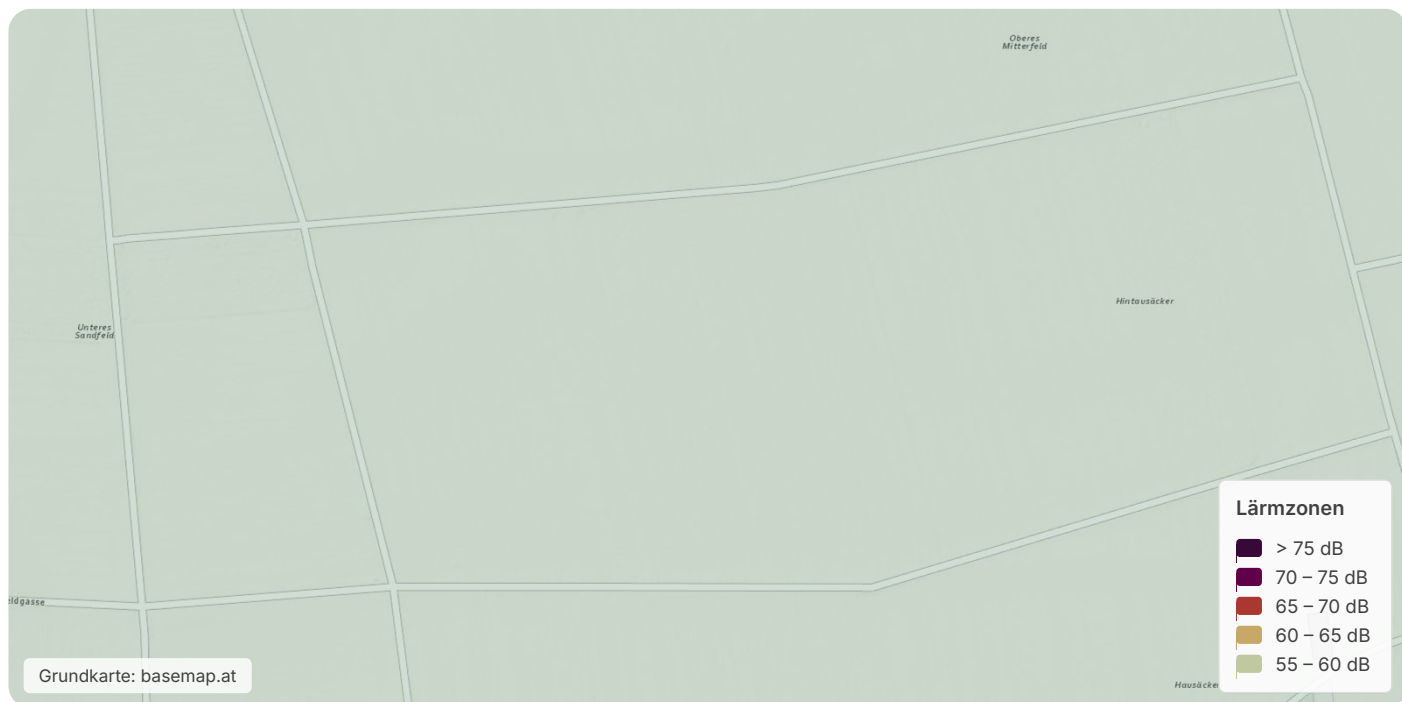 Oberes
Mitterfeld
Hintausäcker
Unteres
Sandfeld
Lärmzonen
> 75 dB
70 – 75 dB
65 – 70 dB
60 – 65 dB
55 – 60 dB
eldgasse
Grundkarte: basemap.at